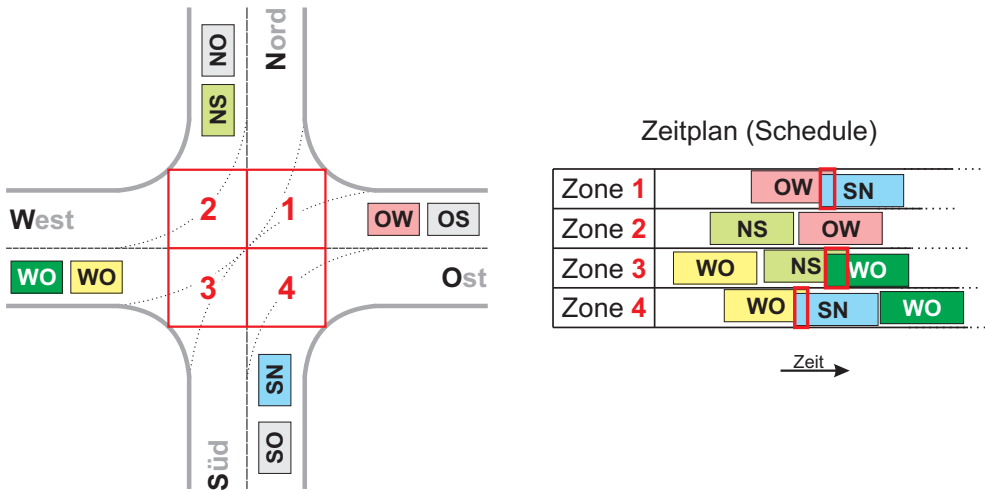 NO
NS
Nord
2
1
West
OW OS
WO WO
3
4
Ost
SN
SO
Süd
Zeitplan (Schedule)
Zone 1 OW SN
Zone 2 NS OW
Zone 3 WO NS WO
Zone 4 WO SN WO
Zeit